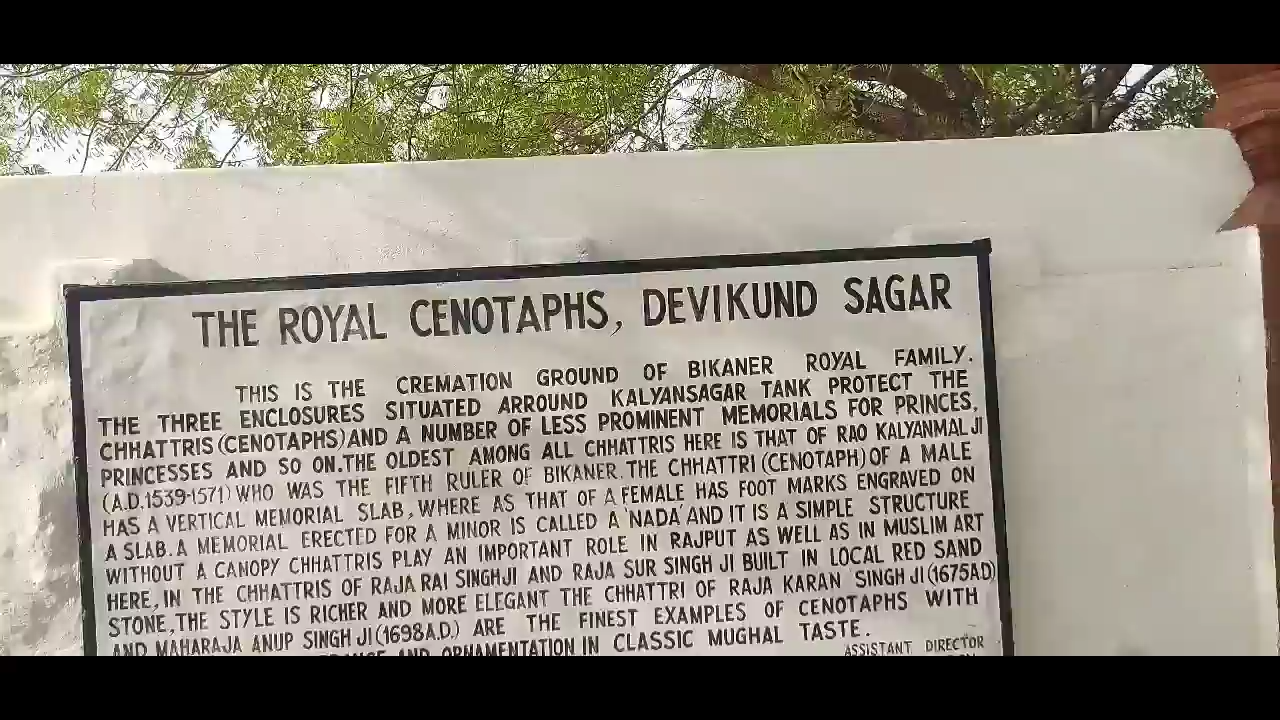 THE ROYAL CENOTAPHS, DEVIKUND SAGAR
THIS IS THE CREMATION GROUND OF BIKANER ROYAL FAMILY.
THE THREE ENCLOSURES SITUATED ARROUND KALYANSAGAR TANK PROTECT THE
CHHATTRIS (CENOTAPHS) AND A NUMBER OF LESS PROMINENT MEMORIALS FOR PRINCES,
PRINCESSES AND SO ON. THE OLDEST AMONG ALL CHHATTRIS HERE IS THAT OF RAO KALYANMAL JI
(A.D.1539-1571) WHO WAS THE FIFTH RULER OF BIKANER. THE CHHATTRI (CENOTAPH) OF A MALE
HAS A VERTICAL MEMORIAL SLAB, WHERE AS THAT OF A FEMALE HAS FOOT MARKS ENGRAVED ON
A SLAB. A MEMORIAL ERECTED FOR A MINOR IS CALLED A 'NADA' AND IT IS A SIMPLE STRUCTURE
WITHOUT A CANOPY CHHATTRIS PLAY AN IMPORTANT ROLE IN RAJPUT AS WELL AS IN MUSLIM ART
HERE, IN THE CHHATTRIS OF RAJA RAI SINGHJI AND RAJA SUR SINGH JI BUILT IN LOCAL RED SAND
STONE, THE STYLE IS RICHER AND MORE ELEGANT THE CHHATTRI OF RAJA KARAN SINGH JI (1675AD)
AND MAHARAJA ANUP SINGH JI (1698A.D.) ARE THE FINEST EXAMPLES OF CENOTAPHS WITH
AND ORNAMENTATION IN CLASSIC MUGHAL TASTE.
ASSISTANT DIRECTOR